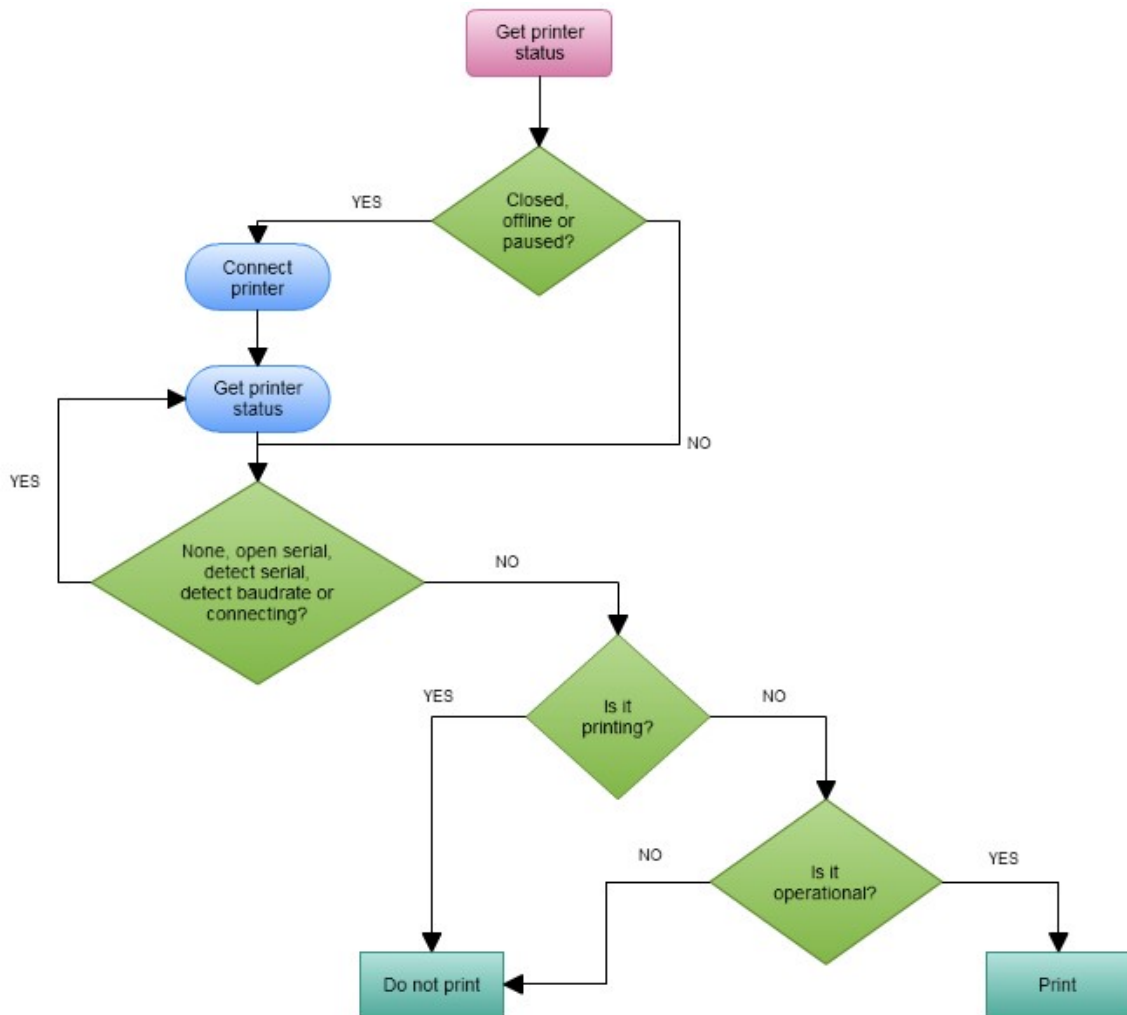 Get printer
status
Closed,
offline or
paused?
YES
Connect
printer
Get printer
status
NO
YES
None, open serial,
detect serial,
detect baudrate or
connecting?
NO
Is it
printing?
YES
NO
Is it
operational?
NO
YES
Do not print
Print